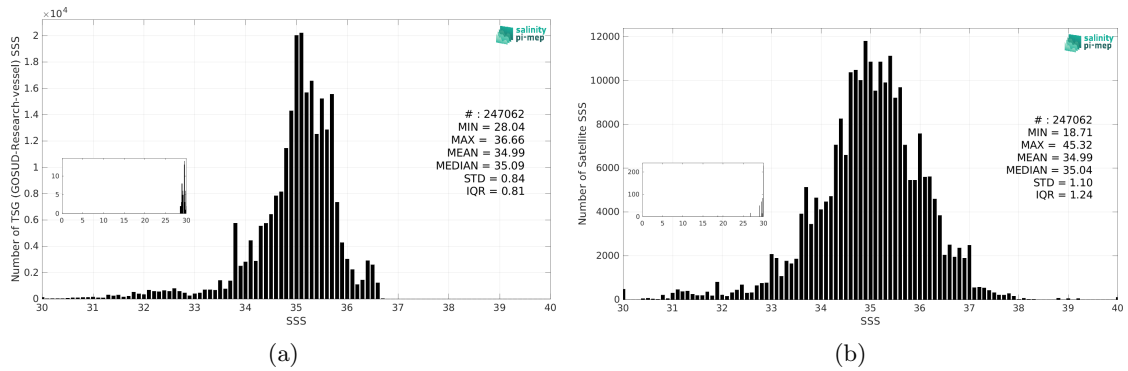 ×10⁴
Number of TSG (GOSUD-Research-vessel) SSS
2
1.8
1.6
1.4
1.2
1
0.8
0.6
0.4
0.2
0
30 31 32 33 34 35 36 37 38 39 40
SSS
salinity
pi-mep
# : 247062
MIN = 28.04
MAX = 36.66
MEAN = 34.99
MEDIAN = 35.09
STD = 0.84
IQR = 0.81
10
5
0
0 5 10 15 20 25 30
(a)
Number of Satellite SSS
12000
10000
8000
6000
4000
2000
0
30 31 32 33 34 35 36 37 38 39 40
SSS
salinity
pi-mep
# : 247062
MIN = 18.71
MAX = 45.32
MEAN = 34.99
MEDIAN = 35.04
STD = 1.10
IQR = 1.24
200
100
0
0 5 10 15 20 25 30
(b)